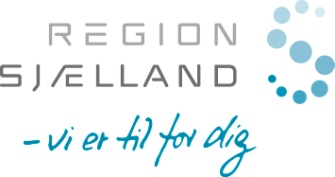 REGION
SJÆLLAND
- vi er til for dig